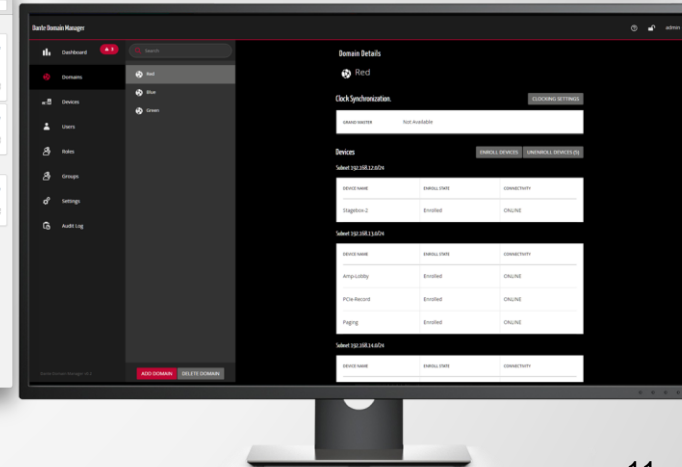 Dante Domain Manager
admin
Dashboard
3
Domains
Devices
Users
Roles
Groups
Settings
Audit Log
Search
Red
Blue
Green
ADD DOMAIN DELETE DOMAIN
Domain Details
Red
Clock Synchronization.
CLOCKING SETTINGS
GRAND MASTER Not Available
Devices ENROLL DEVICES UNENROLL DEVICES (5)
Subnet 192.168.12.0/24
DEVICE NAME ENROLL STATE CONNECTIVITY
Stagebox-2 Enrolled ONLINE
Subnet 192.168.13.0/24
DEVICE NAME ENROLL STATE CONNECTIVITY
Amp-Lobby Enrolled ONLINE
PCIe-Record Enrolled ONLINE
Paging Enrolled ONLINE
Subnet 192.168.14.0/24
DEVICE NAME ENROLL STATE CONNECTIVITY